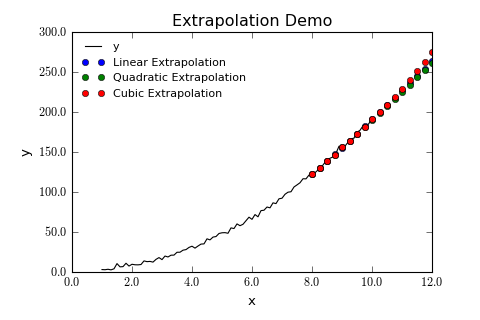 Extrapolation Demo
300.0
250.0
200.0
150.0
100.0
50.0
0.0
y
y
Linear Extrapolation
Quadratic Extrapolation
Cubic Extrapolation
0.0 2.0 4.0 6.0 8.0 10.0 12.0
x